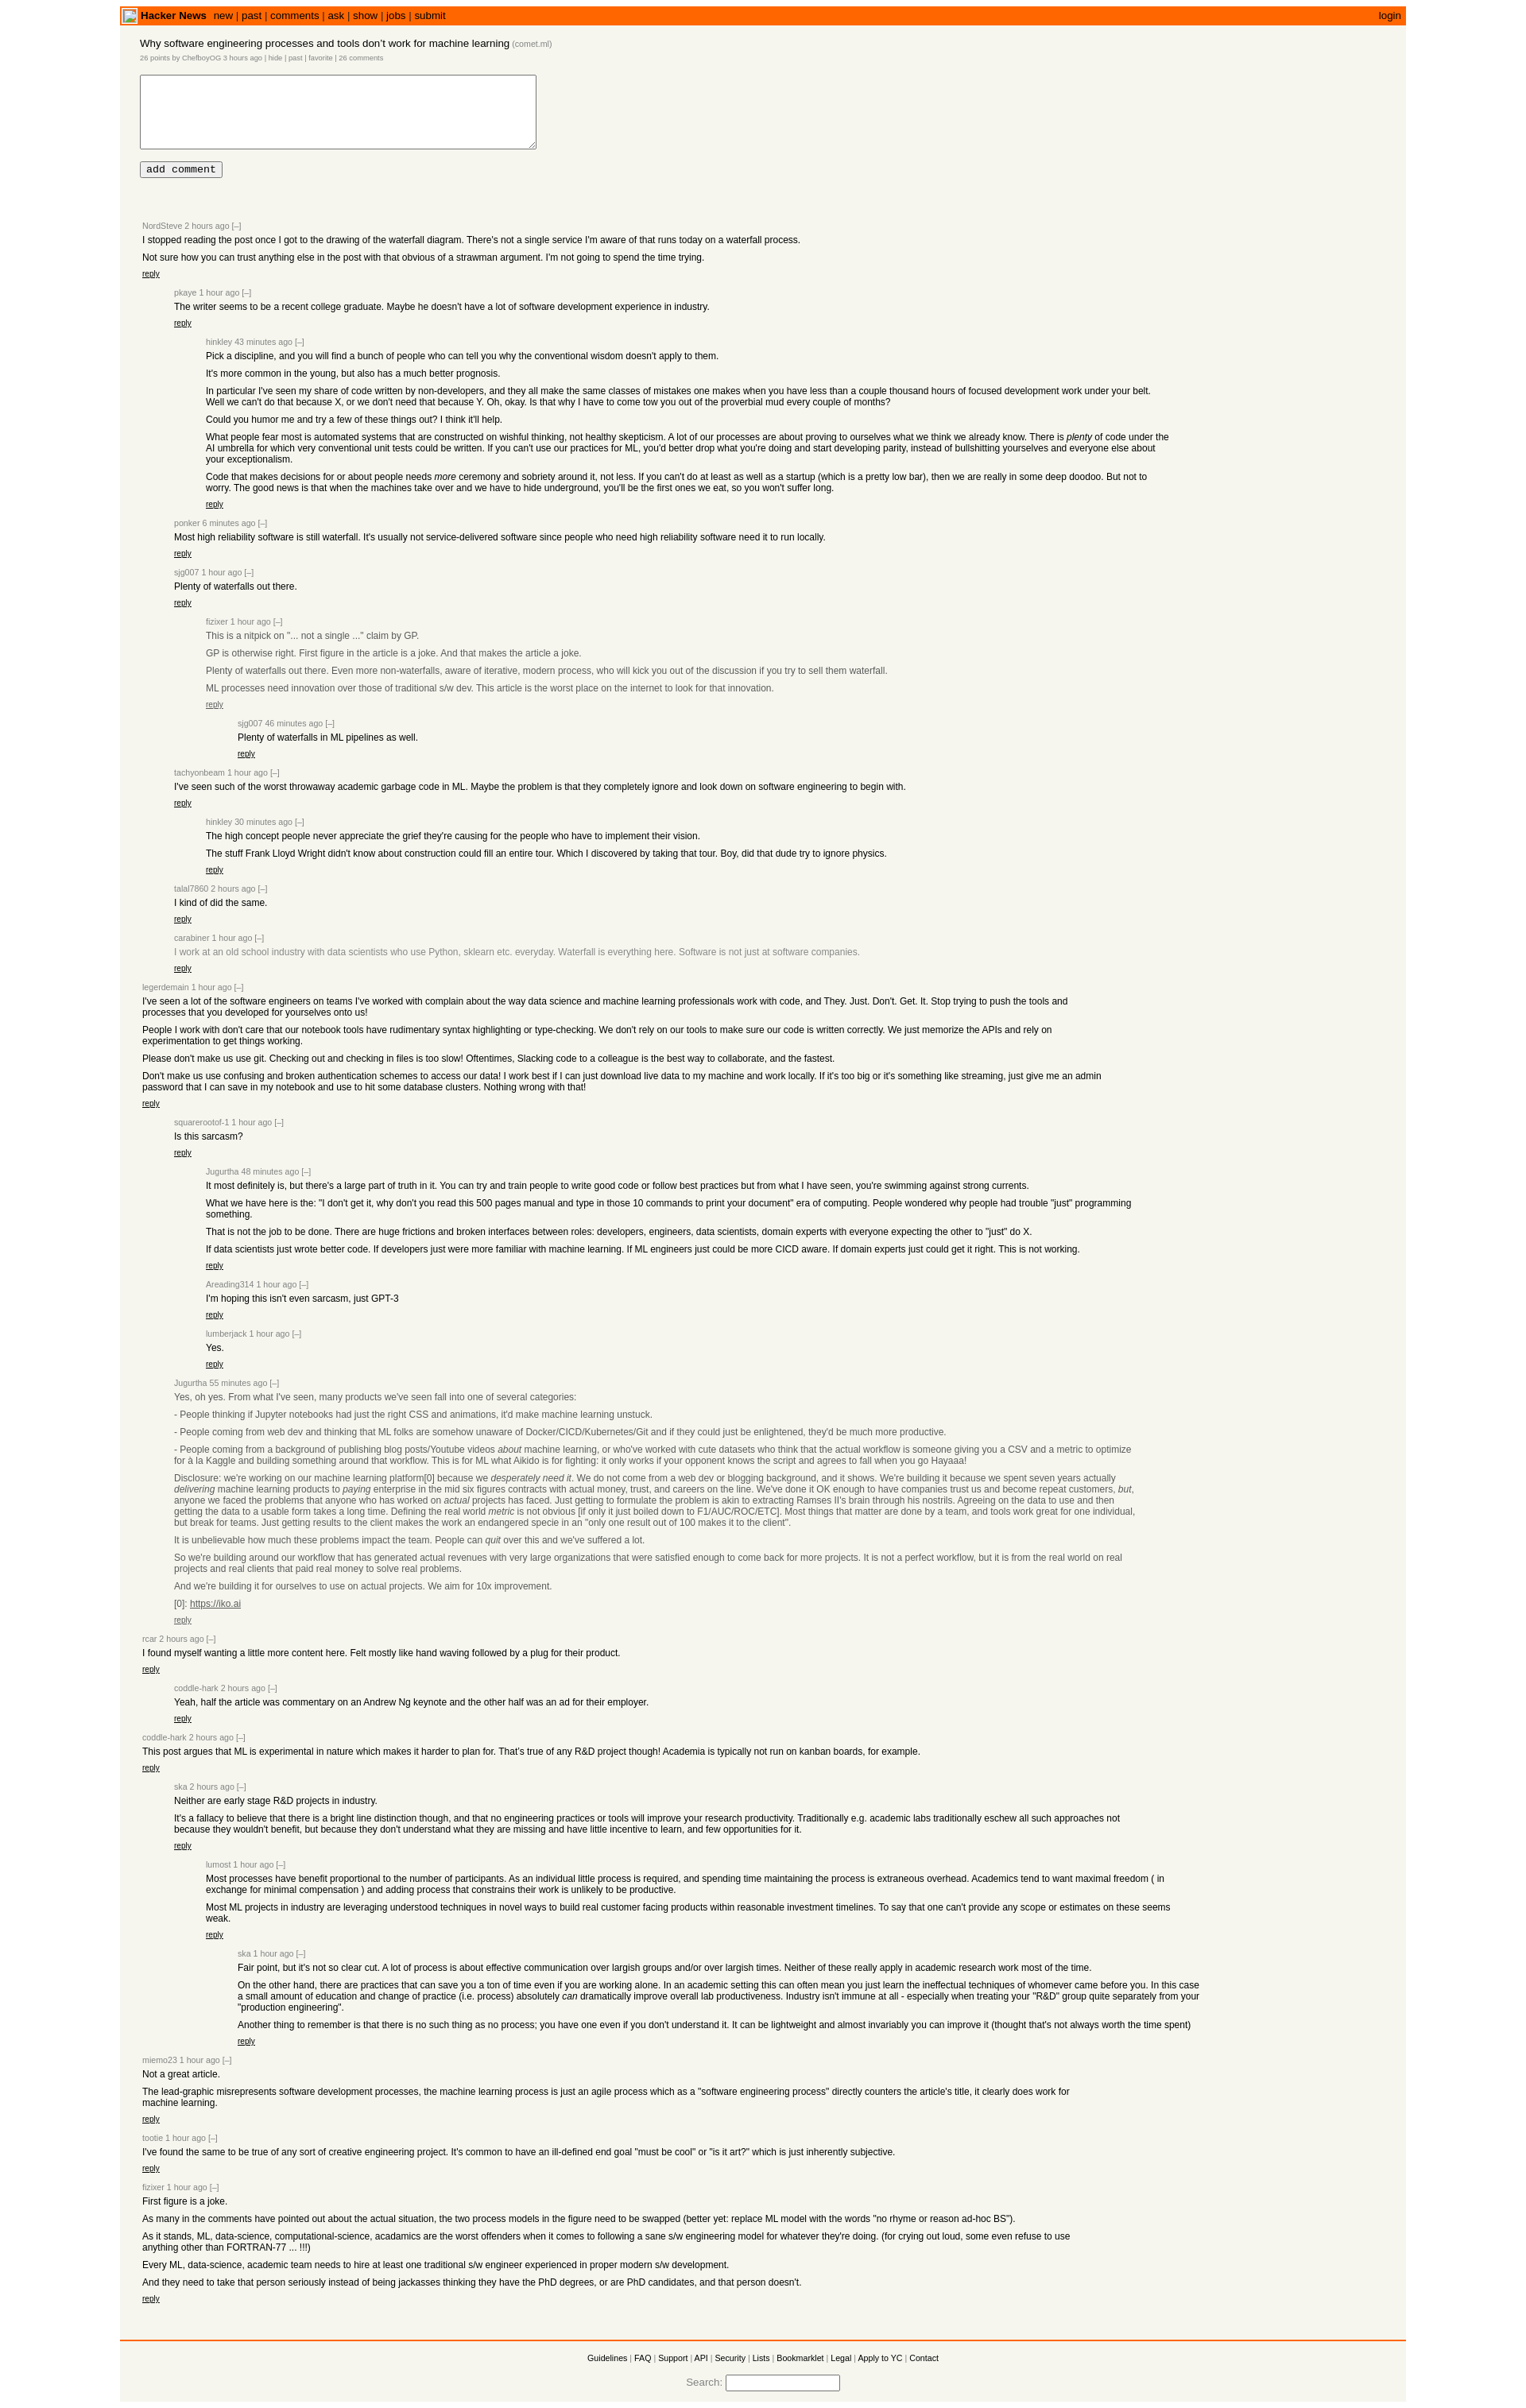 Hacker News new | past | comments | ask | show | jobs | submit login
Why software engineering processes and tools don't work for machine learning (comet.ml)
26 points by ChefboyOG 3 hours ago | hide | past | favorite | 26 comments
add comment
NordSteve 2 hours ago [–]
I stopped reading the post once I got to the drawing of the waterfall diagram. There's not a single service I'm aware of that runs today on a waterfall process.
Not sure how you can trust anything else in the post with that obvious of a strawman argument. I'm not going to spend the time trying.
reply
pkaye 1 hour ago [–]
The writer seems to be a recent college graduate. Maybe he doesn't have a lot of software development experience in industry.
reply
hinkley 43 minutes ago [–]
Pick a discipline, and you will find a bunch of people who can tell you why the conventional wisdom doesn't apply to them.
It's more common in the young, but also has a much better prognosis.
In particular I've seen my share of code written by non-developers, and they all make the same classes of mistakes one makes when you have less than a couple thousand hours of focused development work under your belt.
Well we can't do that because X, or we don't need that because Y. Oh, okay. Is that why I have to come tow you out of the proverbial mud every couple of months?
Could you humor me and try a few of these things out? I think it'll help.
What people fear most is automated systems that are constructed on wishful thinking, not healthy skepticism. A lot of our processes are about proving to ourselves what we think we already know. There is plenty of code under the
AI umbrella for which very conventional unit tests could be written. If you can't use our practices for ML, you'd better drop what you're doing and start developing parity, instead of bullshitting yourselves and everyone else about
your exceptionalism.
Code that makes decisions for or about people needs more ceremony and sobriety around it, not less. If you can't do at least as well as a startup (which is a pretty low bar), then we are really in some deep doodoo. But not to
worry. The good news is that when the machines take over and we have to hide underground, you'll be the first ones we eat, so you won't suffer long.
reply
ponker 6 minutes ago [–]
Most high reliability software is still waterfall. It's usually not service-delivered software since people who need high reliability software need it to run locally.
reply
sjg007 1 hour ago [–]
Plenty of waterfalls out there.
reply
fizixer 1 hour ago [–]
This is a nitpick on "... not a single ..." claim by GP.
GP is otherwise right. First figure in the article is a joke. And that makes the article a joke.
Plenty of waterfalls out there. Even more non-waterfalls, aware of iterative, modern process, who will kick you out of the discussion if you try to sell them waterfall.
ML processes need innovation over those of traditional s/w dev. This article is the worst place on the internet to look for that innovation.
reply
sjg007 46 minutes ago [–]
Plenty of waterfalls in ML pipelines as well.
reply
tachyonbeam 1 hour ago [–]
I've seen such of the worst throwaway academic garbage code in ML. Maybe the problem is that they completely ignore and look down on software engineering to begin with.
reply
hinkley 30 minutes ago [–]
The high concept people never appreciate the grief they're causing for the people who have to implement their vision.
The stuff Frank Lloyd Wright didn't know about construction could fill an entire tour. Which I discovered by taking that tour. Boy, did that dude try to ignore physics.
reply
talal7860 2 hours ago [–]
I kind of did the same.
reply
carabiner 1 hour ago [–]
I work at an old school industry with data scientists who use Python, sklearn etc. everyday. Waterfall is everything here. Software is not just at software companies.
reply
legerdemain 1 hour ago [–]
I've seen a lot of the software engineers on teams I've worked with complain about the way data science and machine learning professionals work with code, and They. Just. Don't. Get. It. Stop trying to push the tools and
processes that you developed for yourselves onto us!
People I work with don't care that our notebook tools have rudimentary syntax highlighting or type-checking. We don't rely on our tools to make sure our code is written correctly. We just memorize the APIs and rely on
experimentation to get things working.
Please don't make us use git. Checking out and checking in files is too slow! Oftentimes, Slacking code to a colleague is the best way to collaborate, and the fastest.
Don't make us use confusing and broken authentication schemes to access our data! I work best if I can just download live data to my machine and work locally. If it's too big or it's something like streaming, just give me an admin
password that I can save in my notebook and use to hit some database clusters. Nothing wrong with that!
reply
squarerootof-1 1 hour ago [–]
Is this sarcasm?
reply
Jugurtha 48 minutes ago [–]
It most definitely is, but there's a large part of truth in it. You can try and train people to write good code or follow best practices but from what I have seen, you're swimming against strong currents.
What we have here is the: "I don't get it, why don't you read this 500 pages manual and type in those 10 commands to print your document" era of computing. People wondered why people had trouble "just" programming
something.
That is not the job to be done. There are huge frictions and broken interfaces between roles: developers, engineers, data scientists, domain experts with everyone expecting the other to "just" do X.
If data scientists just wrote better code. If developers just were more familiar with machine learning. If ML engineers just could be more CICD aware. If domain experts just could get it right. This is not working.
reply
Areading314 1 hour ago [–]
I'm hoping this isn't even sarcasm, just GPT-3
reply
lumberjack 1 hour ago [–]
Yes.
reply
Jugurtha 55 minutes ago [–]
Yes, oh yes. From what I've seen, many products we've seen fall into one of several categories:
- People thinking if Jupyter notebooks had just the right CSS and animations, it'd make machine learning unstuck.
- People coming from web dev and thinking that ML folks are somehow unaware of Docker/CICD/Kubernetes/Git and if they could just be enlightened, they'd be much more productive.
- People coming from a background of publishing blog posts/Youtube videos about machine learning, or who've worked with cute datasets who think that the actual workflow is someone giving you a CSV and a metric to optimize
for à la Kaggle and building something around that workflow. This is for ML what Aikido is for fighting: it only works if your opponent knows the script and agrees to fall when you go Hayaaa!
Disclosure: we're working on our machine learning platform[0] because we desperately need it. We do not come from a web dev or blogging background, and it shows. We're building it because we spent seven years actually
delivering machine learning products to paying enterprise in the mid six figures contracts with actual money, trust, and careers on the line. We've done it OK enough to have companies trust us and become repeat customers, but,
anyone we faced the problems that anyone who has worked on actual projects has faced. Just getting to formulate the problem is akin to extracting Ramses II's brain through his nostrils. Agreeing on the data to use and then
getting the data to a usable form takes a long time. Defining the real world metric is not obvious [if only it just boiled down to F1/AUC/ROC/ETC]. Most things that matter are done by a team, and tools work great for one individual,
but break for teams. Just getting results to the client makes the work an endangered specie in an "only one result out of 100 makes it to the client".
It is unbelievable how much these problems impact the team. People can quit over this and we've suffered a lot.
So we're building around our workflow that has generated actual revenues with very large organizations that were satisfied enough to come back for more projects. It is not a perfect workflow, but it is from the real world on real
projects and real clients that paid real money to solve real problems.
And we're building it for ourselves to use on actual projects. We aim for 10x improvement.
[0]: https://iko.ai
reply
rcar 2 hours ago [–]
I found myself wanting a little more content here. Felt mostly like hand waving followed by a plug for their product.
reply
coddle-hark 2 hours ago [–]
Yeah, half the article was commentary on an Andrew Ng keynote and the other half was an ad for their employer.
reply
coddle-hark 2 hours ago [–]
This post argues that ML is experimental in nature which makes it harder to plan for. That's true of any R&D project though! Academia is typically not run on kanban boards, for example.
reply
ska 2 hours ago [–]
Neither are early stage R&D projects in industry.
It's a fallacy to believe that there is a bright line distinction though, and that no engineering practices or tools will improve your research productivity. Traditionally e.g. academic labs traditionally eschew all such approaches not
because they wouldn't benefit, but because they don't understand what they are missing and have little incentive to learn, and few opportunities for it.
reply
lumost 1 hour ago [–]
Most processes have benefit proportional to the number of participants. As an individual little process is required, and spending time maintaining the process is extraneous overhead. Academics tend to want maximal freedom ( in
exchange for minimal compensation ) and adding process that constrains their work is unlikely to be productive.
Most ML projects in industry are leveraging understood techniques in novel ways to build real customer facing products within reasonable investment timelines. To say that one can't provide any scope or estimates on these seems
weak.
reply
ska 1 hour ago [–]
Fair point, but it's not so clear cut. A lot of process is about effective communication over largish groups and/or over largish times. Neither of these really apply in academic research work most of the time.
On the other hand, there are practices that can save you a ton of time even if you are working alone. In an academic setting this can often mean you just learn the ineffectual techniques of whomever came before you. In this case
a small amount of education and change of practice (i.e. process) absolutely can dramatically improve overall lab productiveness. Industry isn't immune at all - especially when treating your "R&D" group quite separately from your
"production engineering".
Another thing to remember is that there is no such thing as no process; you have one even if you don't understand it. It can be lightweight and almost invariably you can improve it (thought that's not always worth the time spent)
reply
miemo23 1 hour ago [–]
Not a great article.
The lead-graphic misrepresents software development processes, the machine learning process is just an agile process which as a "software engineering process" directly counters the article's title, it clearly does work for
machine learning.
reply
tootie 1 hour ago [–]
I've found the same to be true of any sort of creative engineering project. It's common to have an ill-defined end goal "must be cool" or "is it art?" which is just inherently subjective.
reply
fizixer 1 hour ago [–]
First figure is a joke.
As many in the comments have pointed out about the actual situation, the two process models in the figure need to be swapped (better yet: replace ML model with the words "no rhyme or reason ad-hoc BS").
As it stands, ML, data-science, computational-science, acadamics are the worst offenders when it comes to following a sane s/w engineering model for whatever they're doing. (for crying out loud, some even refuse to use
anything other than FORTRAN-77 ... !!!)
Every ML, data-science, academic team needs to hire at least one traditional s/w engineer experienced in proper modern s/w development.
And they need to take that person seriously instead of being jackasses thinking they have the PhD degrees, or are PhD candidates, and that person doesn't.
reply
Guidelines | FAQ | Support | API | Security | Lists | Bookmarklet | Legal | Apply to YC | Contact
Search: